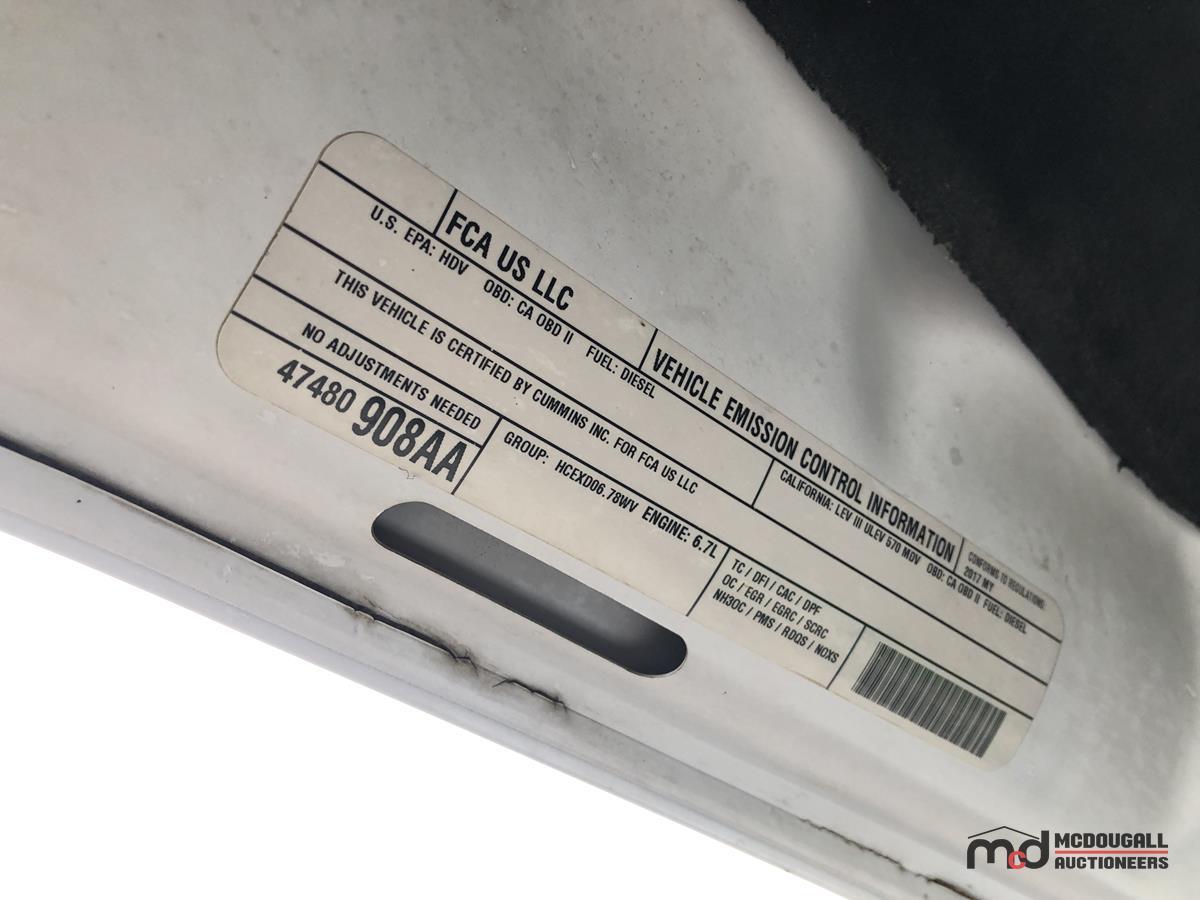 FCA US LLC
VEHICLE EMISSION CONTROL INFORMATION
CONFORMS TO REGULATIONS:
2017 MY
U.S. EPA: HDV OBD: CA OBD II FUEL: DIESEL
CALIFORNIA: LEV III ULEV 570 MDV OBD: CA OBD II FUEL: DIESEL
THIS VEHICLE IS CERTIFIED BY CUMMINS INC. FOR FCA US LLC
NO ADJUSTMENTS NEEDED
47480 908AA
GROUP: HCEXD06.78WV ENGINE: 6.7L
TC / DFI / CAC / DPF
OC / EGR / EGRC / SCRC
NH3OC / PMS / RDQS / NOXS
mcd MCDOUGALL
AUCTIONEERS